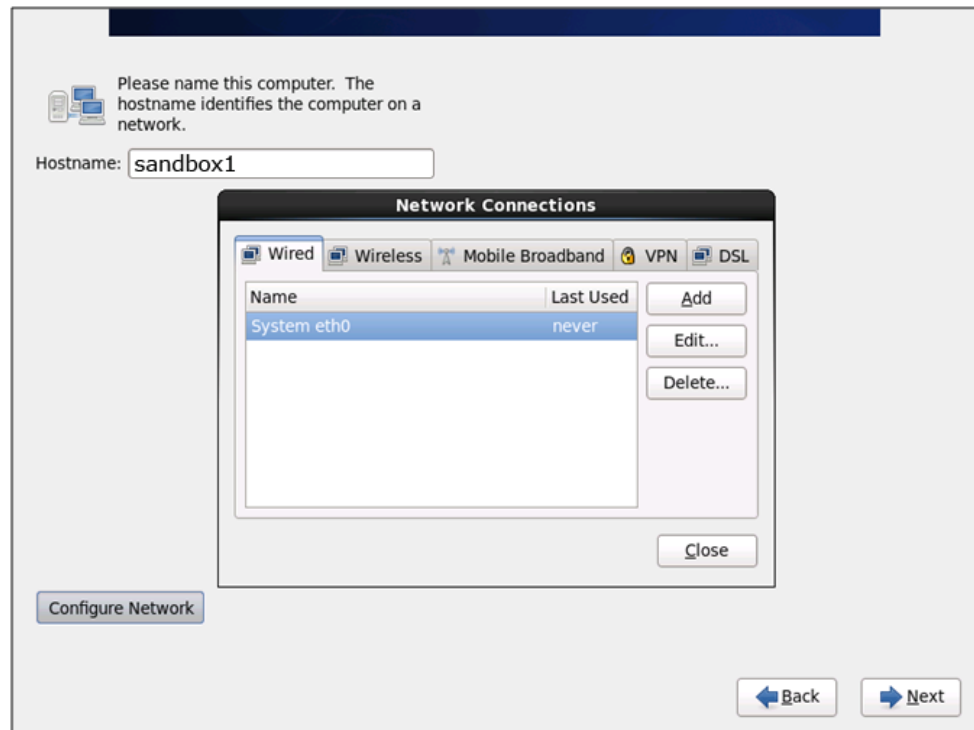 Please name this computer.  The
hostname identifies the computer on a
network.
Hostname: sandbox1
Network Connections
Wired Wireless Mobile Broadband VPN DSL
Name Last Used Add
System eth0 never
Edit...
Delete...
Close
Configure Network
Back Next